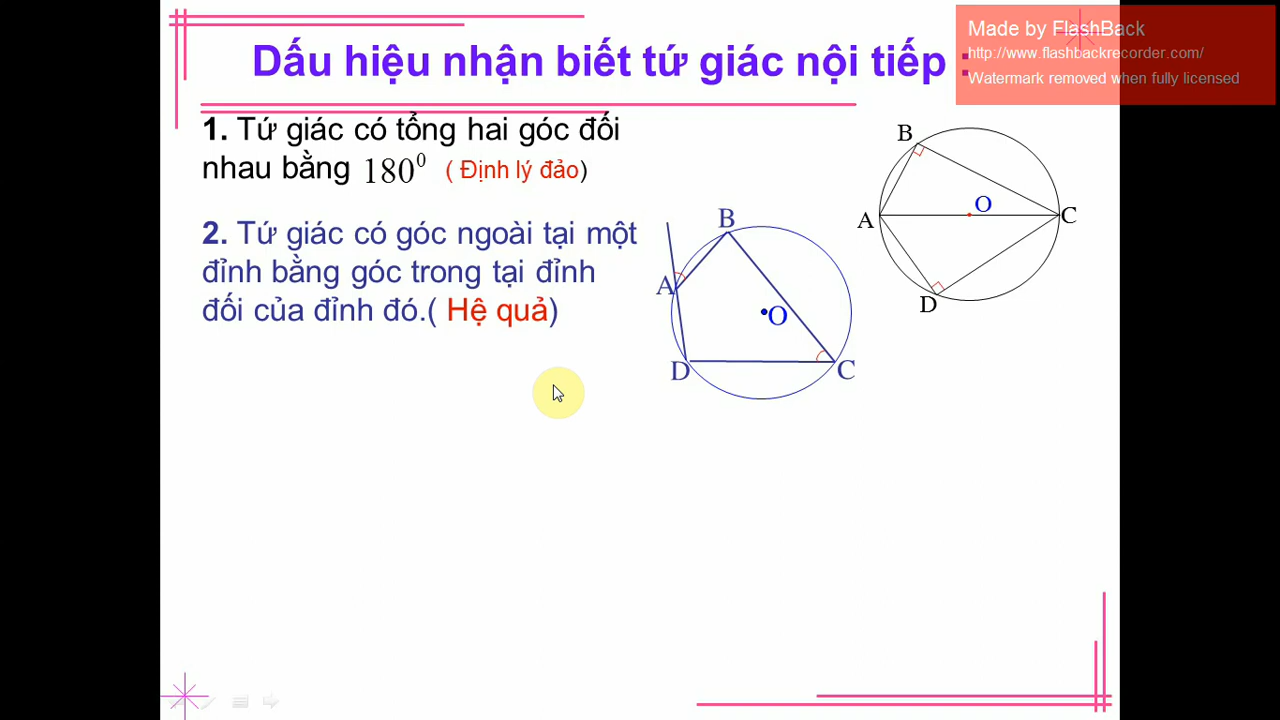 Dấu hiệu nhận biết tứ giác nội tiếp :
Made by FlashBack
http://www.flashbackrecorder.com/
Watermark removed when fully licensed
1. Tứ giác có tổng hai góc đối
nhau bằng 180⁰ ( Định lý đảo)
B
O
A
C
D
2. Tứ giác có góc ngoài tại một
đỉnh bằng góc trong tại đỉnh
đối của đỉnh đó.( Hệ quả)
B
A
O
D
C